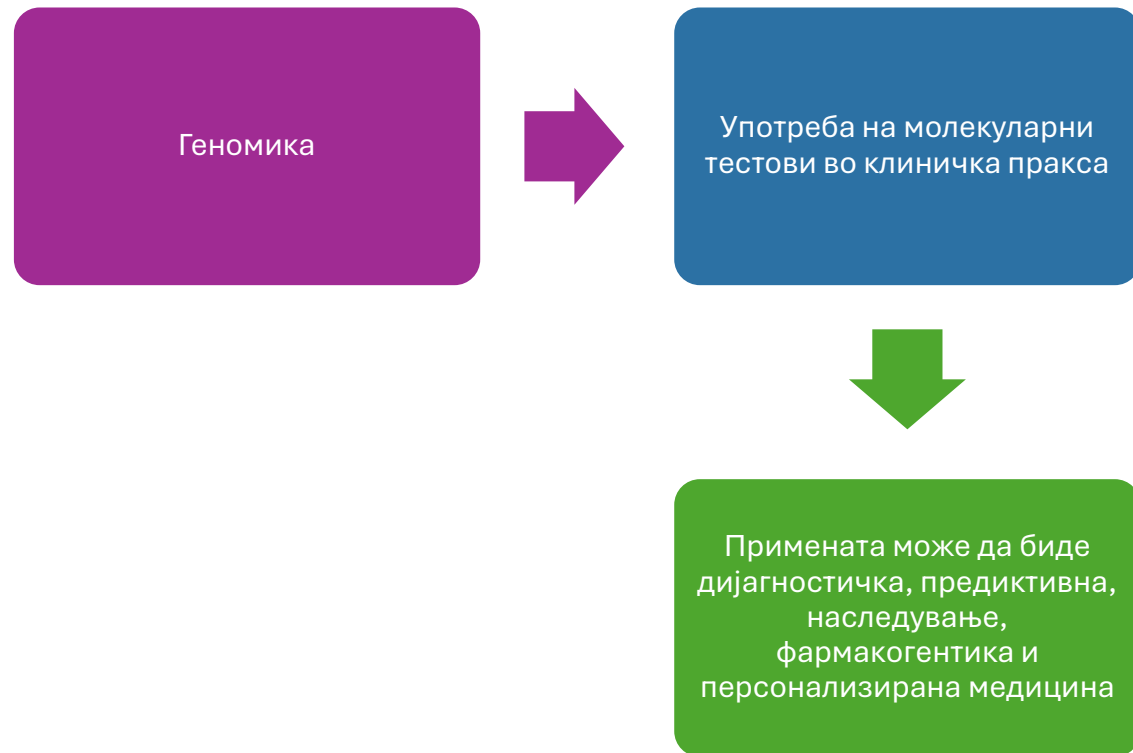 Геномика
Употреба на молекуларни
тестови во клиничка пракса
Примената може да биде
дијагностичка, предиктивна,
наследување,
фармакогентика и
персонализирана медицина